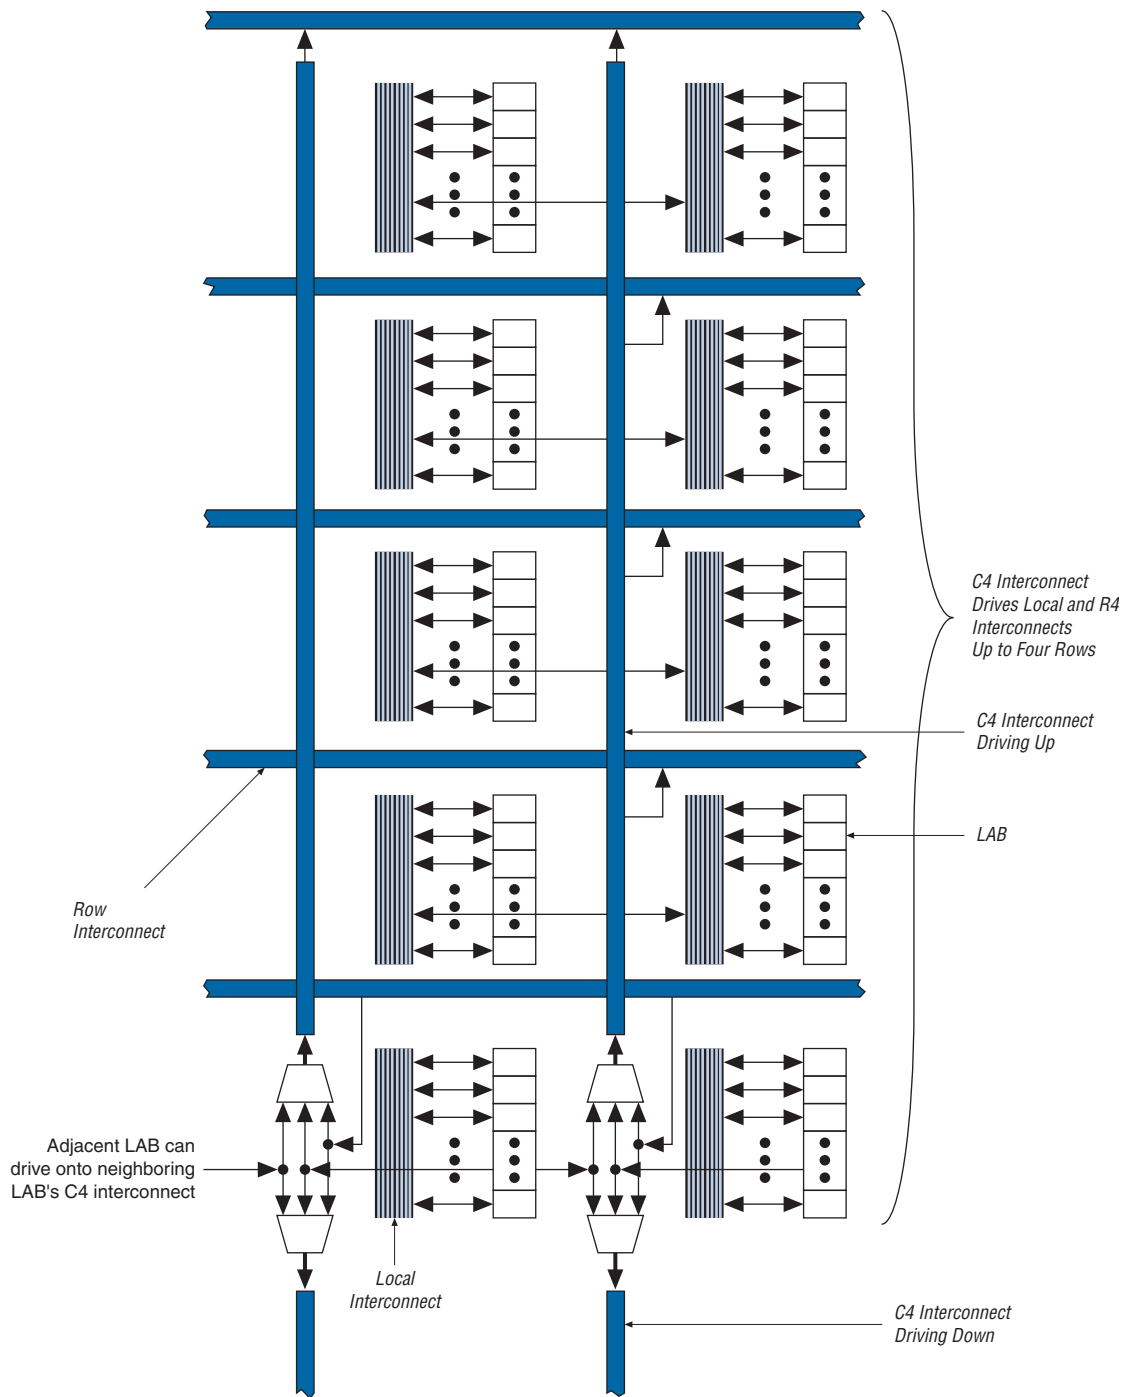 C4 Interconnect
Drives Local and R4
Interconnects
Up to Four Rows
C4 Interconnect
Driving Up
LAB
Row
Interconnect
Adjacent LAB can
drive onto neighboring
LAB's C4 interconnect
Local
Interconnect
C4 Interconnect
Driving Down